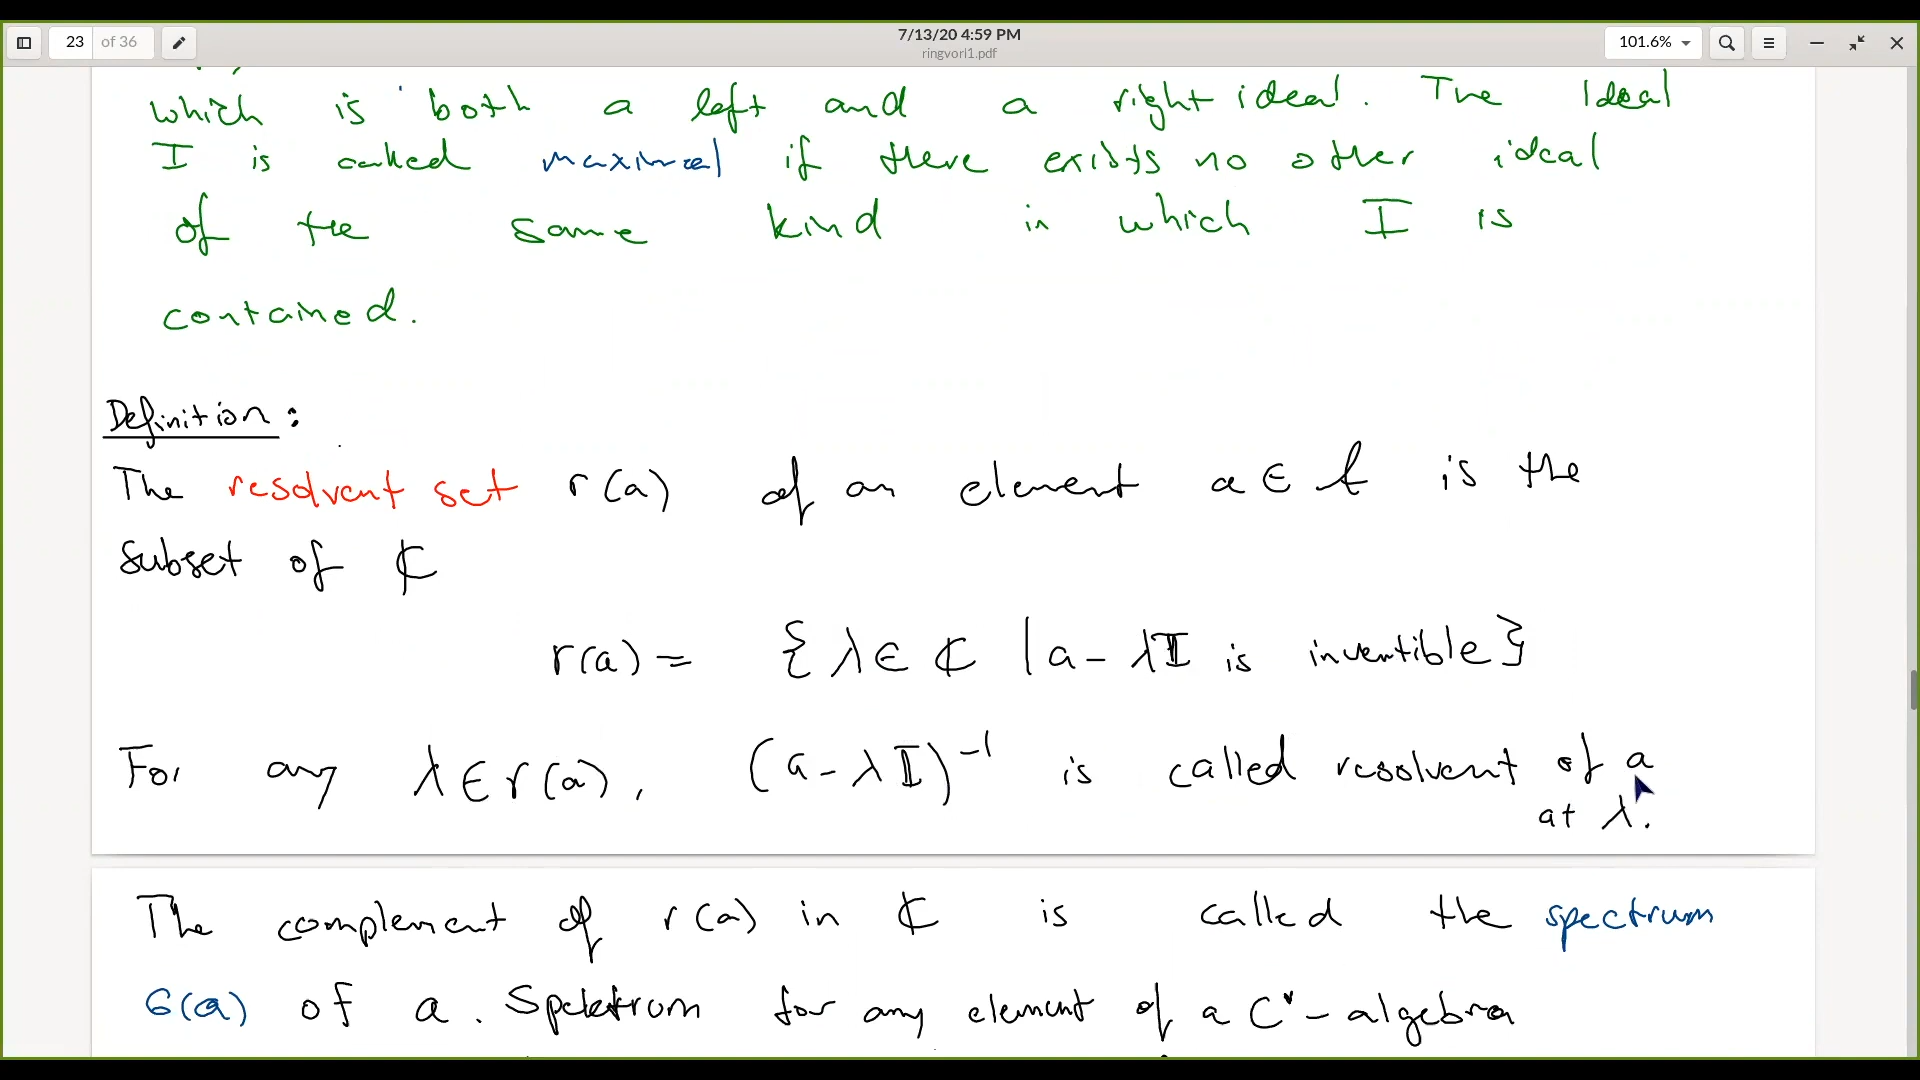 23 of 36
7/13/20 4:59 PM
ringvorl1.pdf
101.6%
which is both a left and a right ideal. The Ideal
I is called maximal if there exists no other ideal
of the same kind in which I is
contained.
Definition:
The resolvent set r(a) of an element a ∈ A is the
subset of ℂ
r(a) = {λ ∈ ℂ | a - λ𝕀 is invertible}
For any λ ∈ r(a), (a - λ𝕀)⁻¹ is called resolvent of a
at λ.
The complement of r(a) in ℂ is called the spectrum
σ(a) of a. Spektrum for any element of a C*-algebra